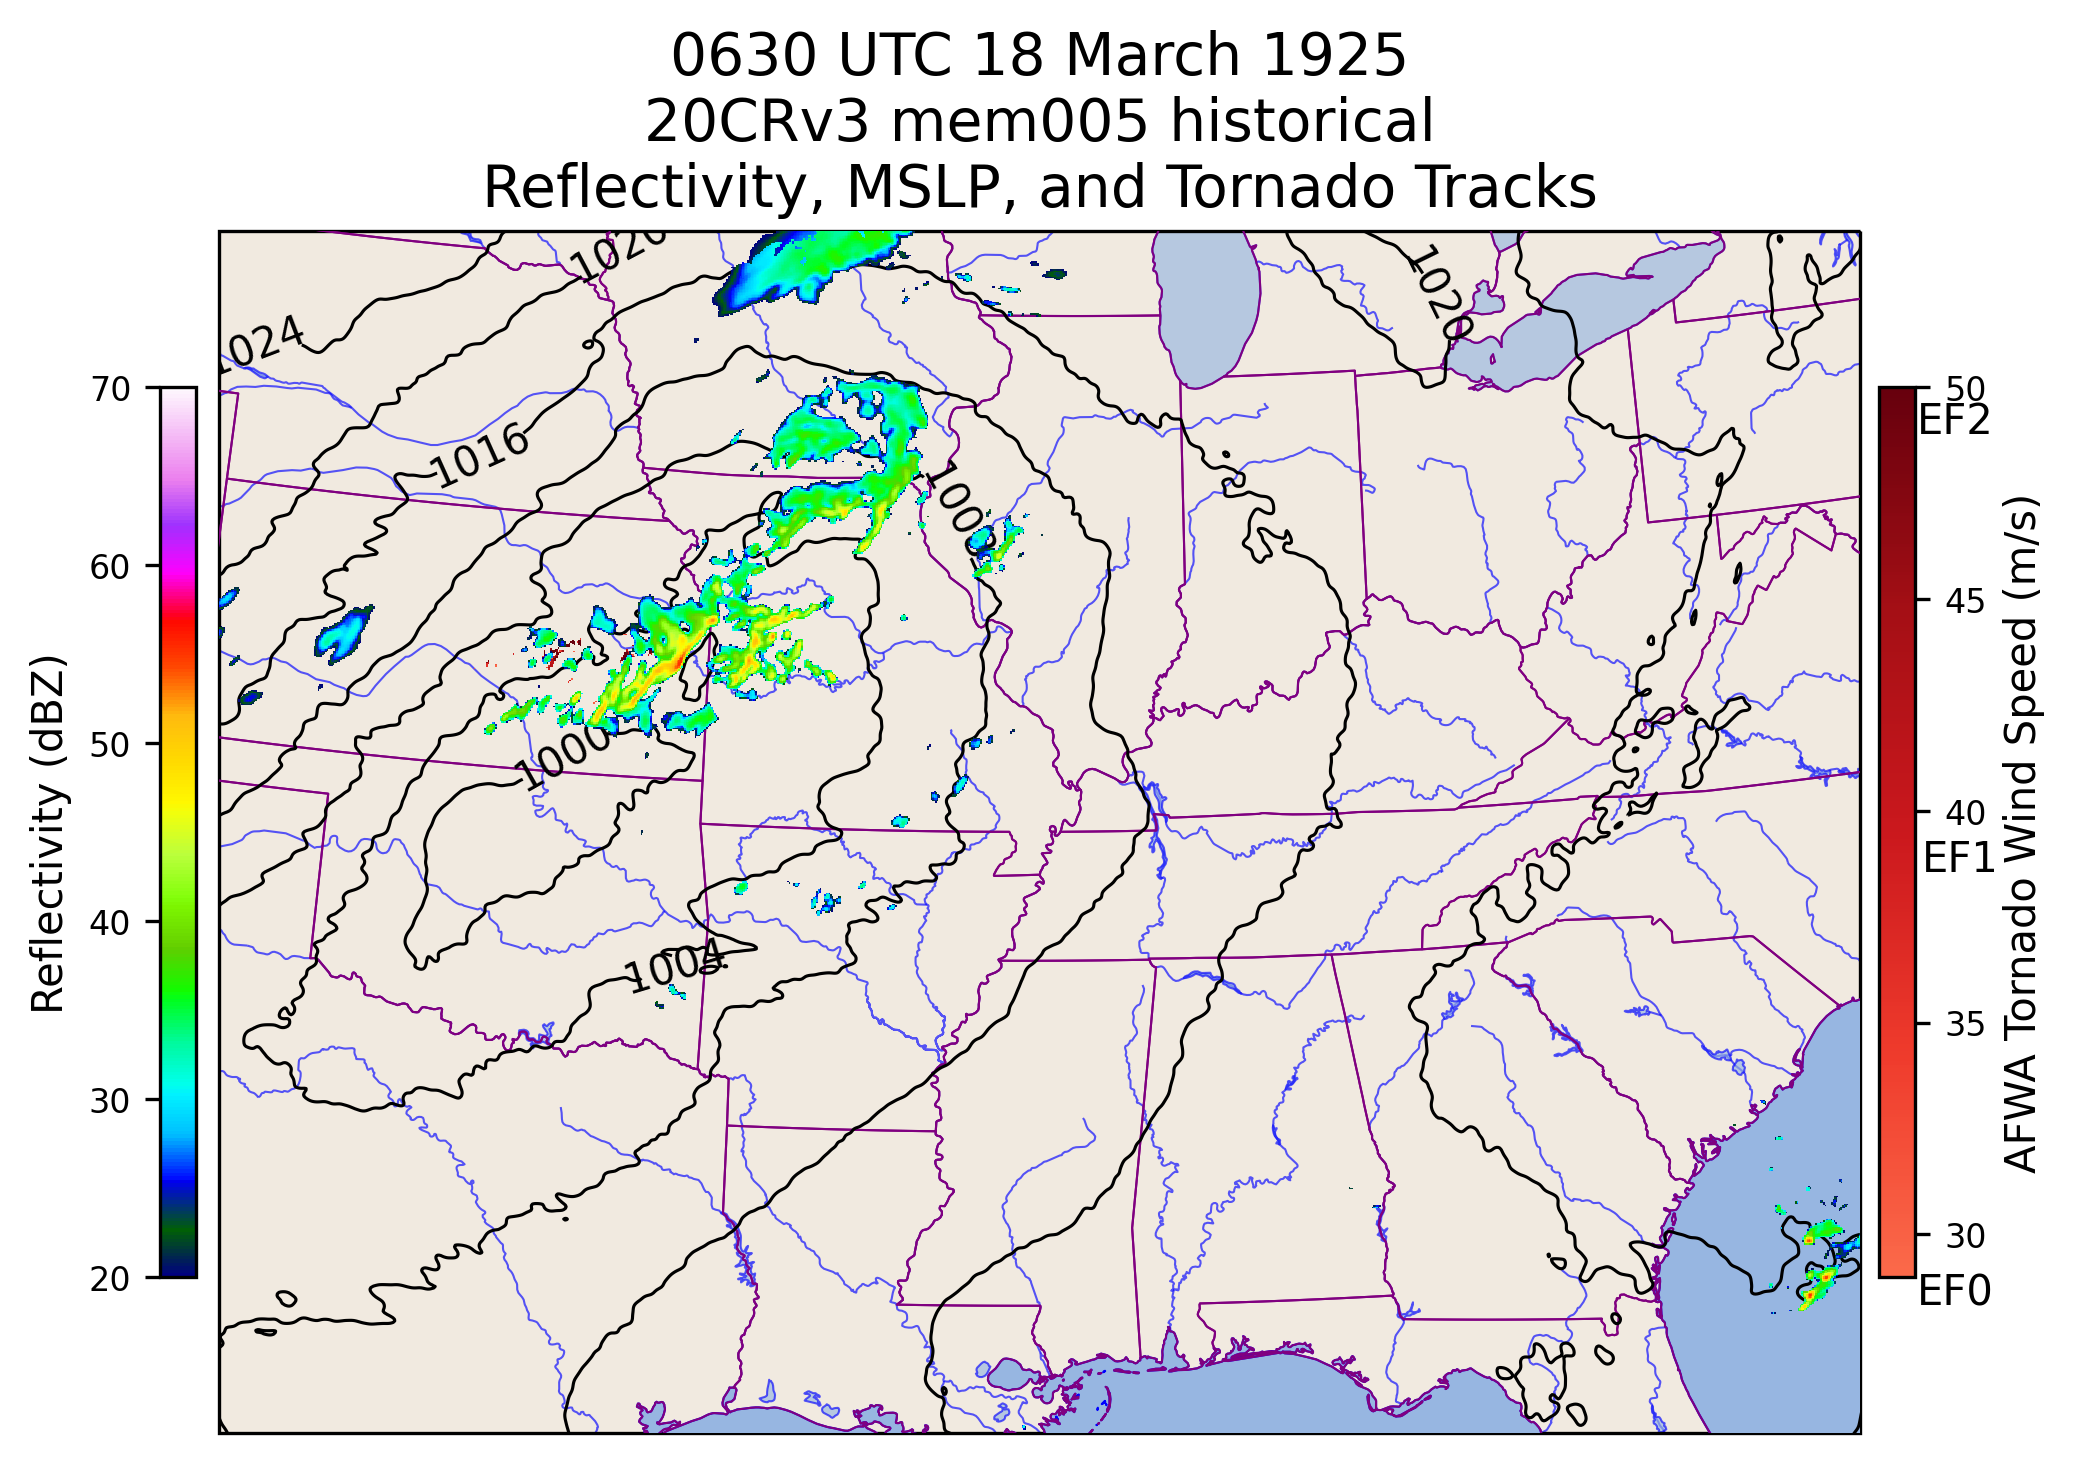 0630 UTC 18 March 1925
20CRv3 mem005 historical
Reflectivity, MSLP, and Tornado Tracks
1020
1020
1024
1016
1008
1000
1004
Reflectivity (dBZ)
70
60
50
40
30
20
50
EF2
45
40
EF1
35
30
EF0
AFWA Tornado Wind Speed (m/s)